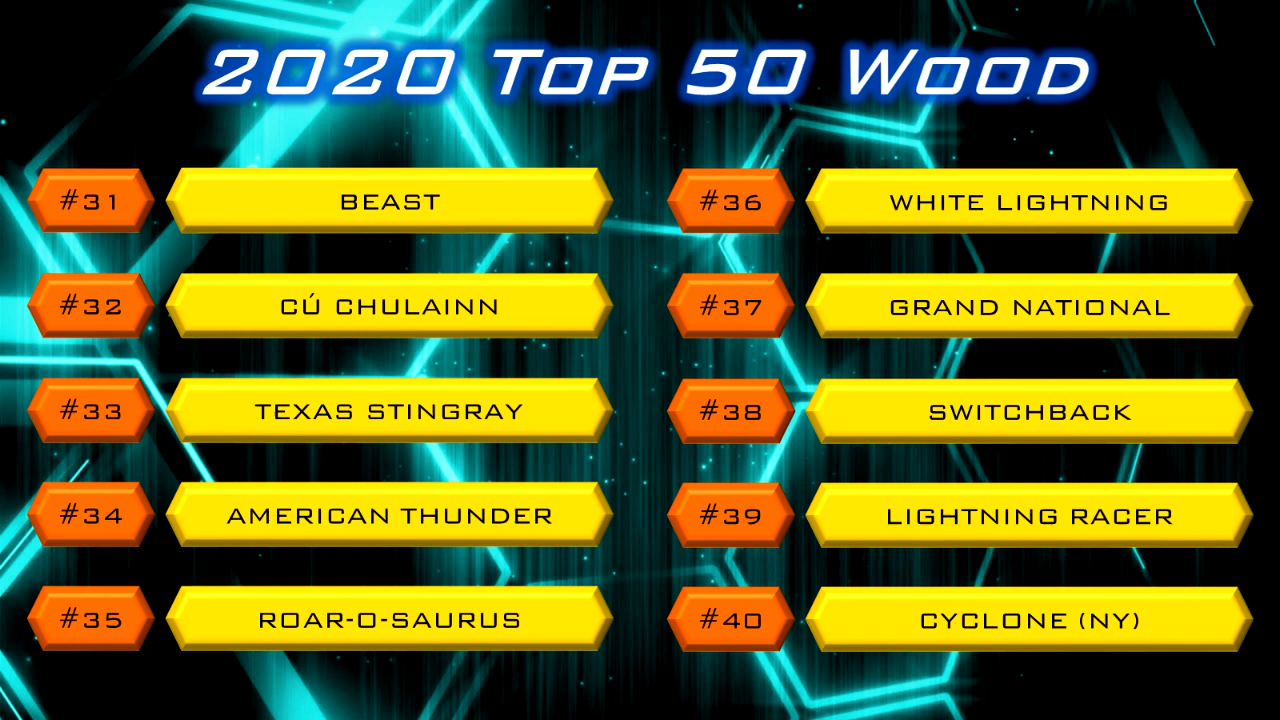 2020 Top 50 Wood
#31 BEAST
#32 CÚ CHULAINN
#33 TEXAS STINGRAY
#34 AMERICAN THUNDER
#35 ROAR-O-SAURUS
#36 WHITE LIGHTNING
#37 GRAND NATIONAL
#38 SWITCHBACK
#39 LIGHTNING RACER
#40 CYCLONE (NY)